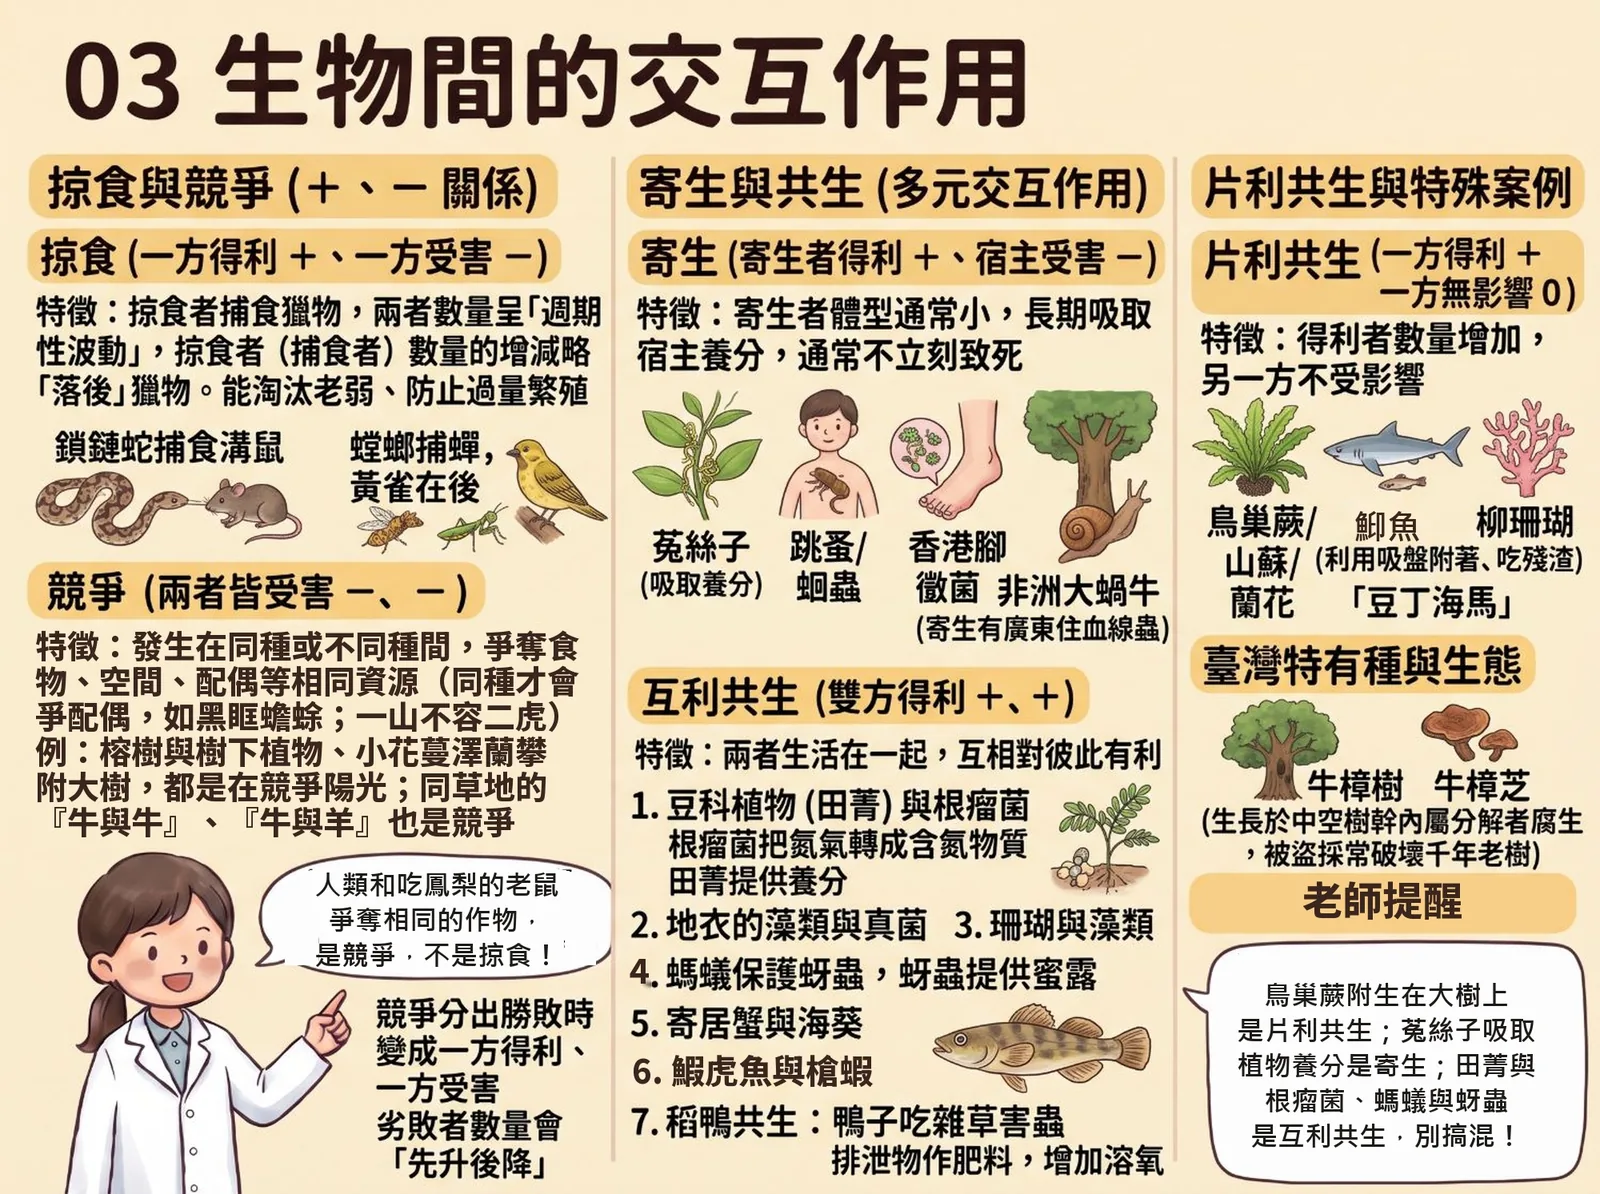 03 生物間的交互作用
掠食與競爭 (＋、－ 關係)
掠食 (一方得利 ＋、一方受害 －)
特徵：掠食者捕食獵物，兩者數量呈「週期
性波動」，掠食者（捕食者）數量的增減略
「落後」獵物。能淘汰老弱、防止過量繁殖
鎖鏈蛇捕食溝鼠
螳螂捕蟬，
黃雀在後
競爭 (兩者皆受害 －、－ )
特徵：發生在同種或不同種間，爭奪食
物、空間、配偶等相同資源（同種才會
爭配偶，如黑眶蟾蜍；一山不容二虎）
例：榕樹與樹下植物、小花蔓澤蘭攀
附大樹，都是在競爭陽光；同草地的
『牛與牛』、『牛與羊』也是競爭
人類和吃鳳梨的老鼠
爭奪相同的作物，
是競爭，不是掠食！
競爭分出勝敗時
變成一方得利、
一方受害
劣敗者數量會
「先升後降」
寄生與共生 (多元交互作用)
寄生 (寄生者得利 ＋、宿主受害 －)
特徵：寄生者體型通常小，長期吸取
宿主養分，通常不立刻致死
菟絲子
(吸取養分)
跳蚤/
蛔蟲
香港腳
黴菌
非洲大蝸牛
(寄生有廣東住血線蟲)
互利共生 (雙方得利 ＋、＋)
特徵：兩者生活在一起，互相對彼此有利
1. 豆科植物 (田菁) 與根瘤菌
根瘤菌把氮氣轉成含氮物質
田菁提供養分
2. 地衣的藻類與真菌 3. 珊瑚與藻類
4. 螞蟻保護蚜蟲，蚜蟲提供蜜露
5. 寄居蟹與海葵
6. 鰕虎魚與槍蝦
7. 稻鴨共生：鴨子吃雜草害蟲
排泄物作肥料，增加溶氧
片利共生與特殊案例
片利共生 (一方得利 ＋
一方無影響 0 )
特徵：得利者數量增加，
另一方不受影響
鳥巢蕨/
山蘇/
蘭花
鮣魚
(利用吸盤附著、吃殘渣)
柳珊瑚
「豆丁海馬」
臺灣特有種與生態
牛樟樹 牛樟芝
(生長於中空樹幹內屬分解者腐生
，被盜採常破壞千年老樹)
老師提醒
鳥巢蕨附生在大樹上
是片利共生；菟絲子吸取
植物養分是寄生；田菁與
根瘤菌、螞蟻與蚜蟲
是互利共生，別搞混！